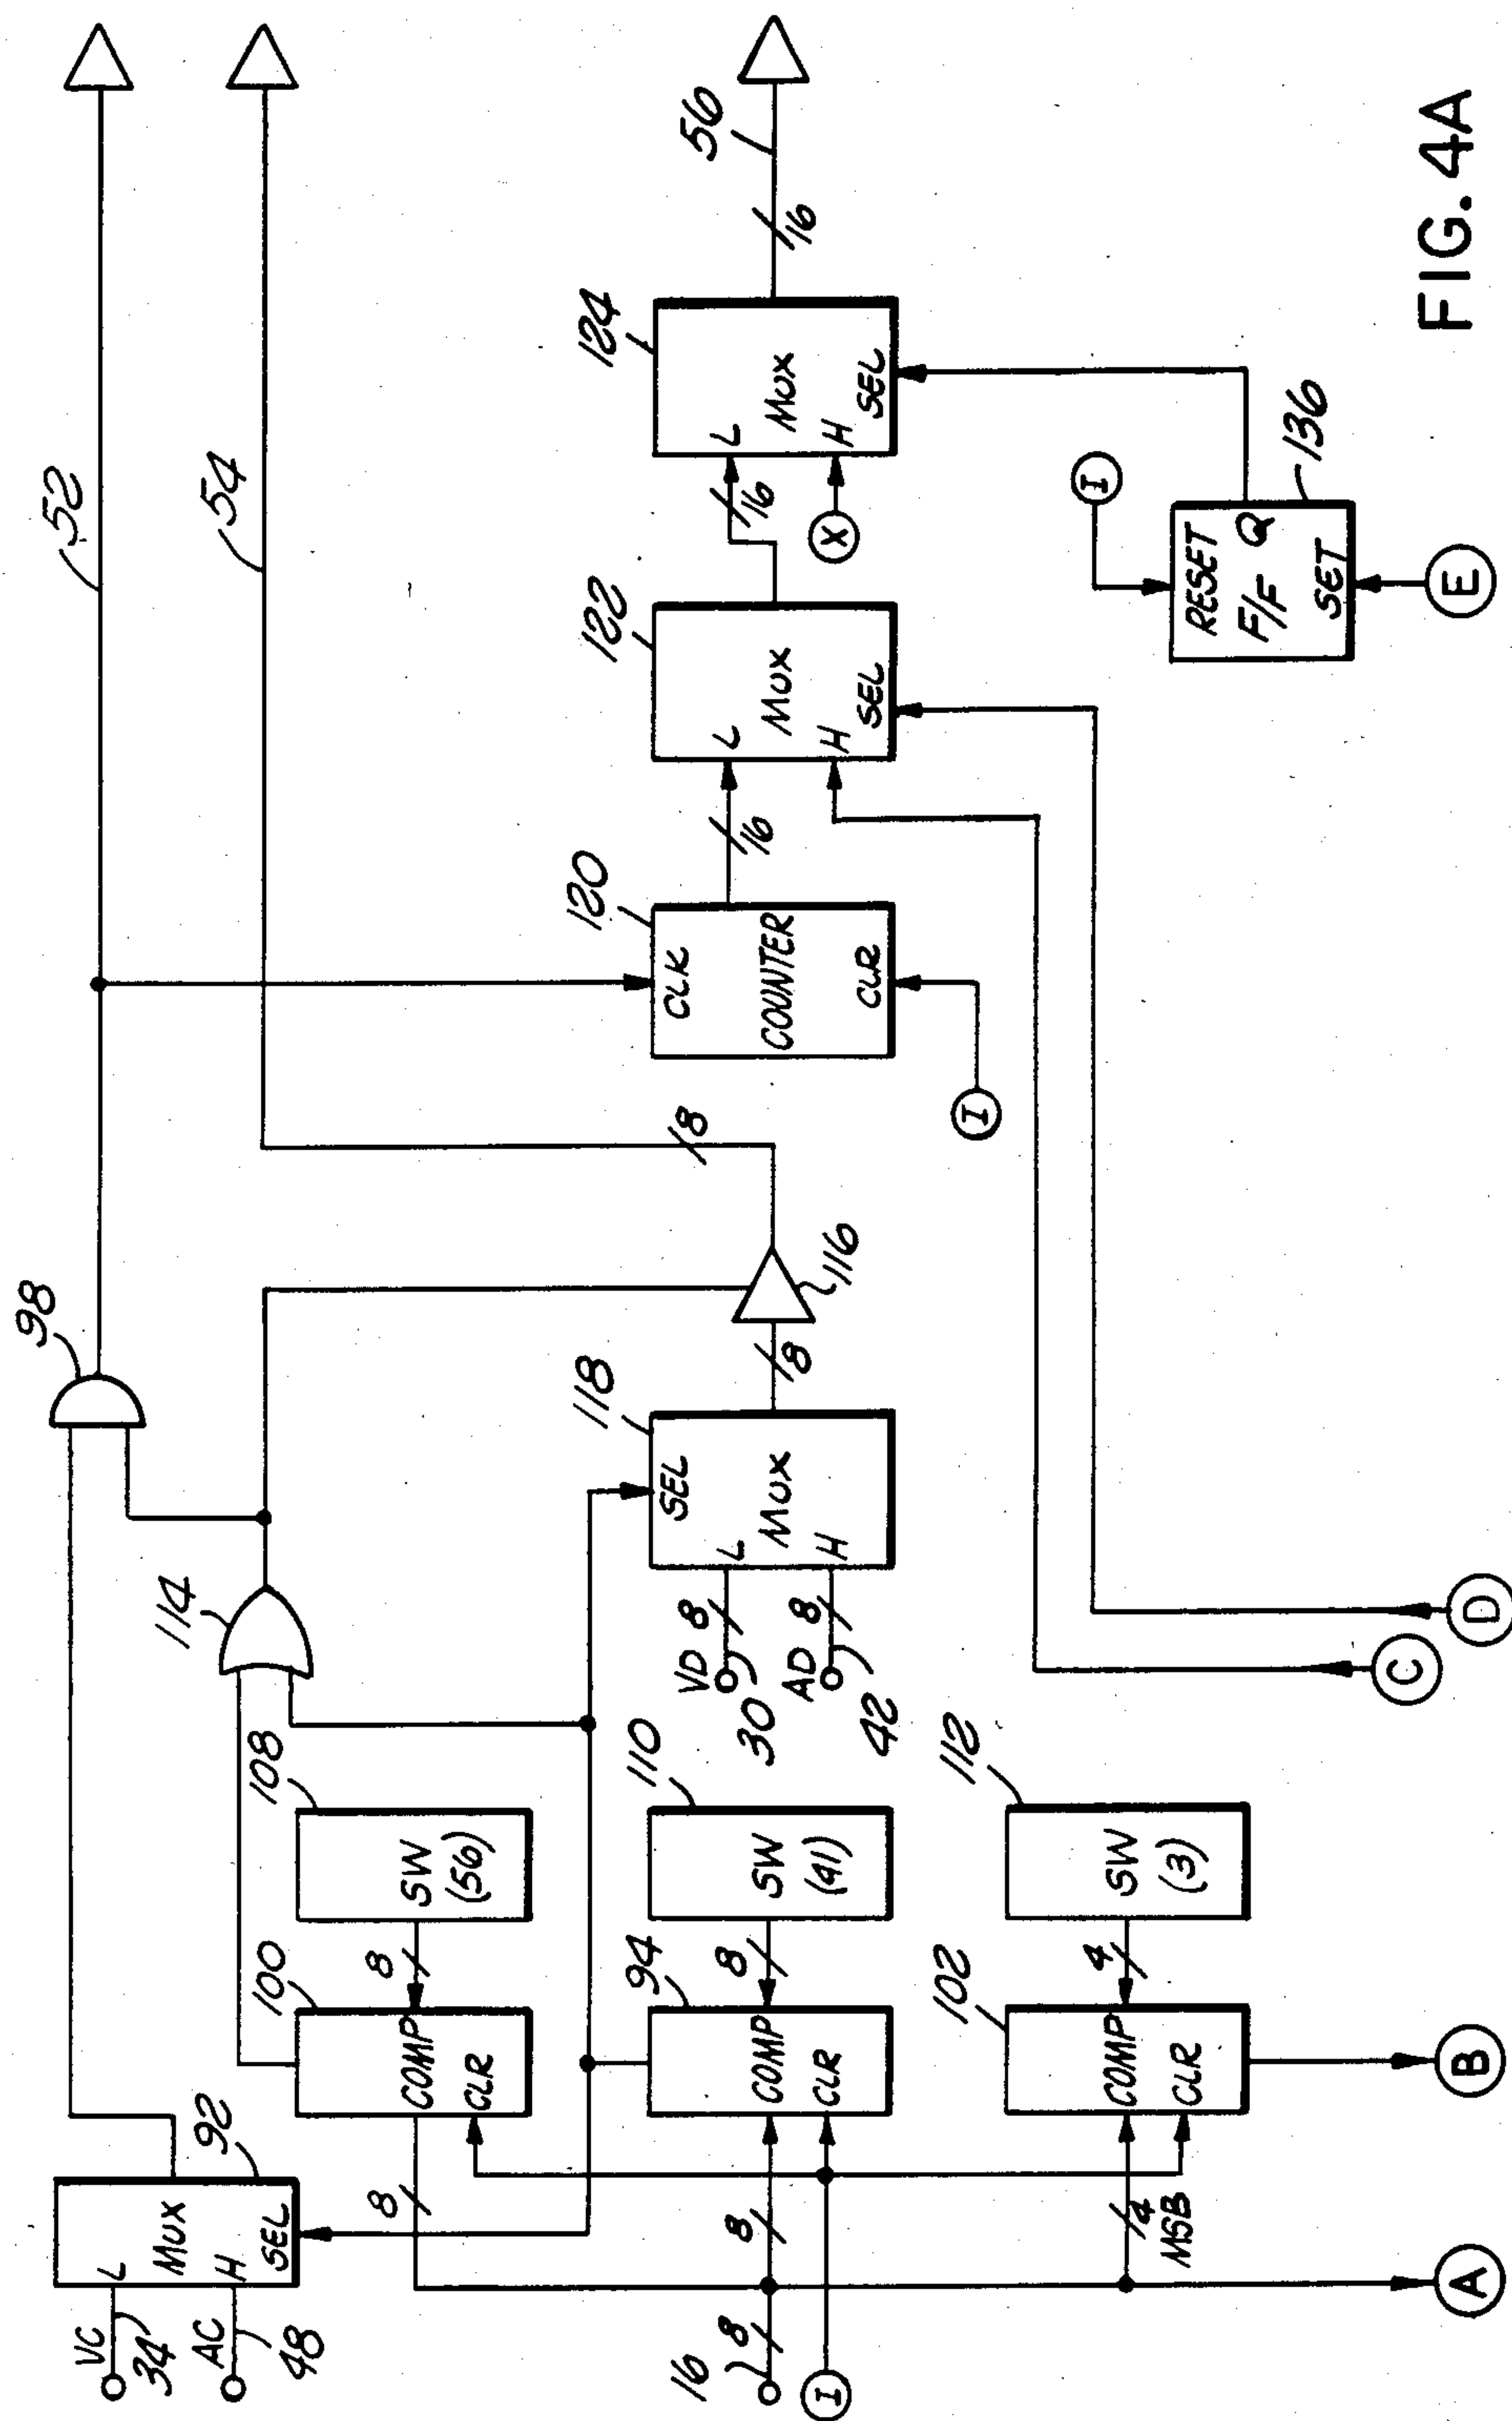 52
54
98
114
92
VC
L
34
MUX
AC
H
48
SEL
100
108
8
COMP
CLR
8
SW
(56)
118
SEL
L
MUX
H
VD
8
30
AD
8
42
8
116
8
120
CLK
COUNTER
CLR
I
16
122
L
MUX
H
SEL
16
X
124
L
MUX
H
SEL
16
56
16
8
I
8
94
COMP
CLR
8
110
SW
(41)
4
MSB
102
COMP
CLR
4
112
SW
(3)
I
RESET
F/F Q
SET
136
A
B
C
D
E
FIG. 4A